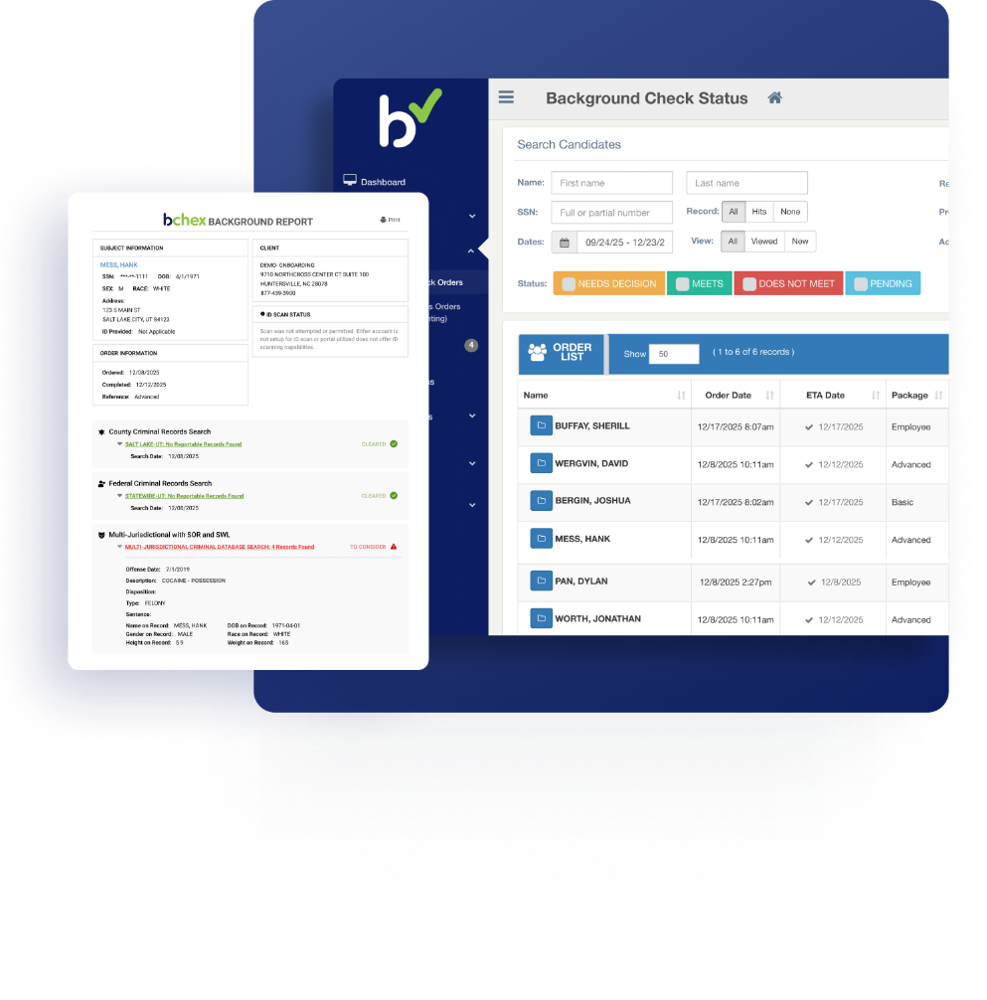 bchex BACKGROUND REPORT
Print
SUBJECT INFORMATION
MESS, HANK
SSN: ***-**-1111 DOB: 4/1/1971
SEX: M RACE: WHITE
Address:
123 S MAIN ST
SALT LAKE CITY, UT 84123
ID Provided: Not Applicable
CLIENT
DEMO- ONBOARDING
9710 NORTHCROSS CENTER CT SUITE 100
HUNTERSVILLE, NC 28078
877-439-3900
ID SCAN STATUS
Scan was not attempted or permitted. Either account is
not setup for ID scan or portal utilized does not offer ID
scanning capabilities.
ORDER INFORMATION
Ordered: 12/08/2025
Completed: 12/12/2025
Reference: Advanced
County Criminal Records Search
SALT LAKE-UT: No Reportable Records Found CLEARED
Search Date: 12/08/2025
Federal Criminal Records Search
STATEWIDE-UT: No Reportable Records Found CLEARED
Search Date: 12/08/2025
Multi-Jurisdictional with SOR and SWL
MULTI-JURISDICTIONAL CRIMINAL DATABASE SEARCH: 4 Records Found TO CONSIDER
Offense Date: 7/1/2019
Description: COCAINE - POSSESSION
Disposition:
Type: FELONY
Sentence:
Name on Record: MESS, HANK DOB on Record: 1971-04-01
Gender on Record: MALE Race on Record: WHITE
Height on Record: 5 9 Weight on Record: 165
b
Dashboard
ck Orders
s Orders
ting)
4
ss
s
Background Check Status
Search Candidates
Name: First name Last name Re
SSN: Full or partial number Record: All Hits None Pr
Dates: 09/24/25 - 12/23/2 View: All Viewed New Ac
Status: NEEDS DECISION MEETS DOES NOT MEET PENDING
ORDER
LIST
Show 50 ( 1 to 6 of 6 records )
Name Order Date ETA Date Package
BUFFAY, SHERILL 12/17/2025 8:07am 12/17/2025 Employee
WERGVIN, DAVID 12/8/2025 10:11am 12/12/2025 Advanced
BERGIN, JOSHUA 12/17/2025 8:02am 12/17/2025 Basic
MESS, HANK 12/8/2025 10:11am 12/12/2025 Advanced
PAN, DYLAN 12/8/2025 2:27pm 12/8/2025 Employee
WORTH, JONATHAN 12/8/2025 10:11am 12/12/2025 Advanced